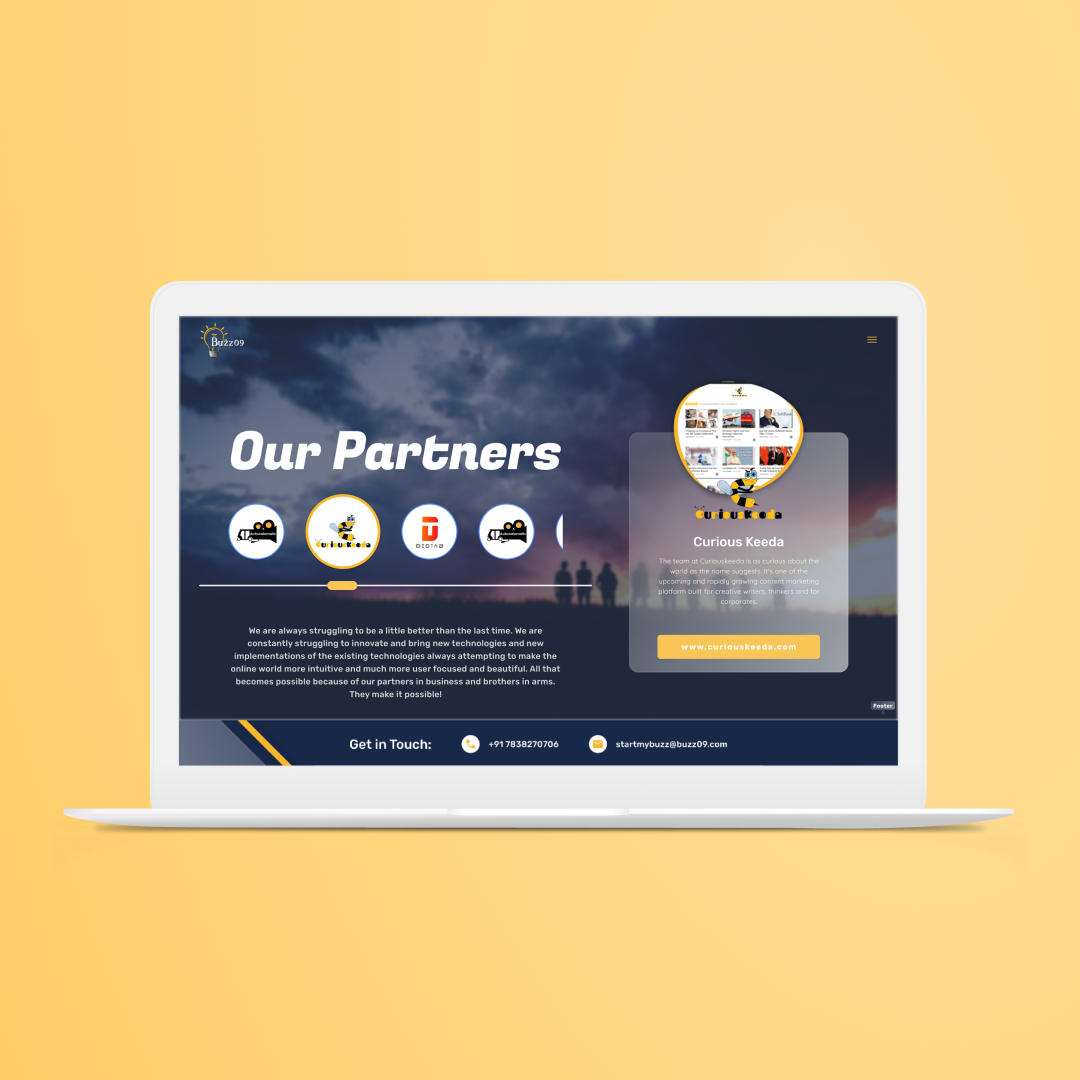 Buzz09
Our Partners
CuriousKeeda
DIGTAB
We are always struggling to be a little better than the last time. We are
constantly struggling to innovate and bring new technologies and new
implementations of the existing technologies always attempting to make the
online world more intuitive and much more user focused and beautiful. All that
becomes possible because of our partners in business and brothers in arms.
They make it possible!
CuriousKeeda
Curious Keeda
The team at Curiouskeeda is as curious about the
world as the name suggests. It's one of the
upcoming and rapidly growing content marketing
platform built for creative writers, thinkers and for
corporates.
www.curiouskeeda.com
Footer
Get in Touch:
+91 7838270706
startmybuzz@buzz09.com